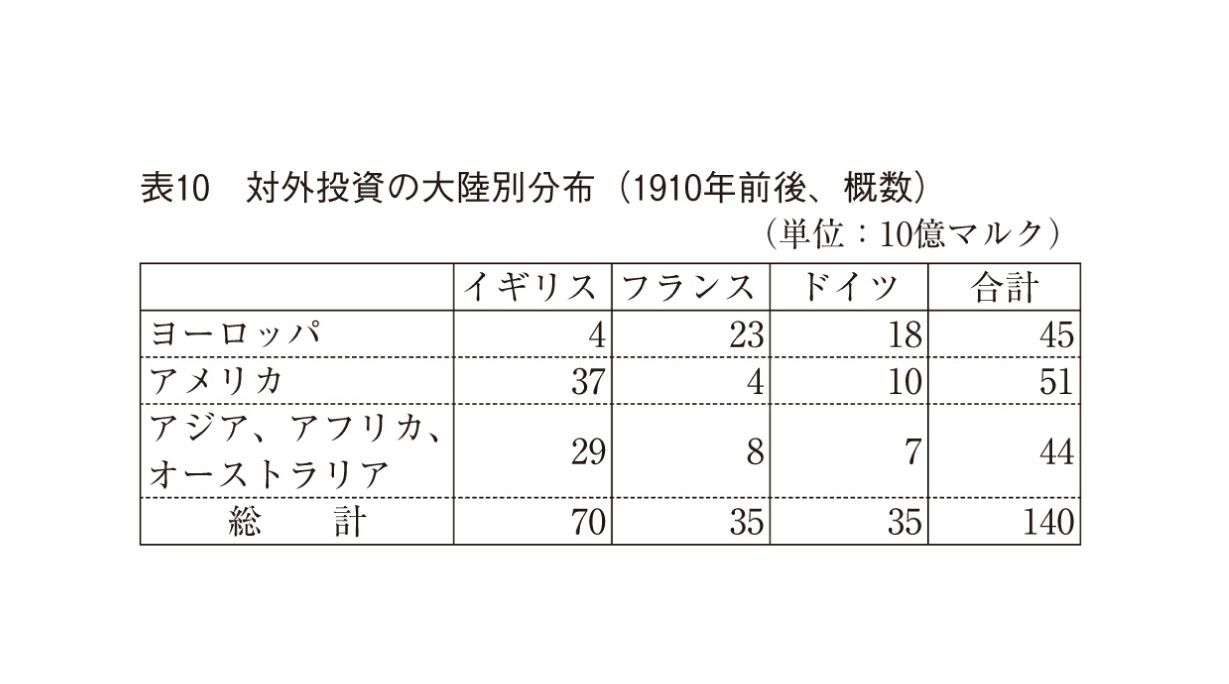 表10　対外投資の大陸別分布（1910年前後、概数）
（単位：10億マルク）
イギリス フランス ドイツ 合計
ヨーロッパ 4 23 18 45
アメリカ 37 4 10 51
アジア、アフリカ、
オーストラリア 29 8 7 44
総　計 70 35 35 140